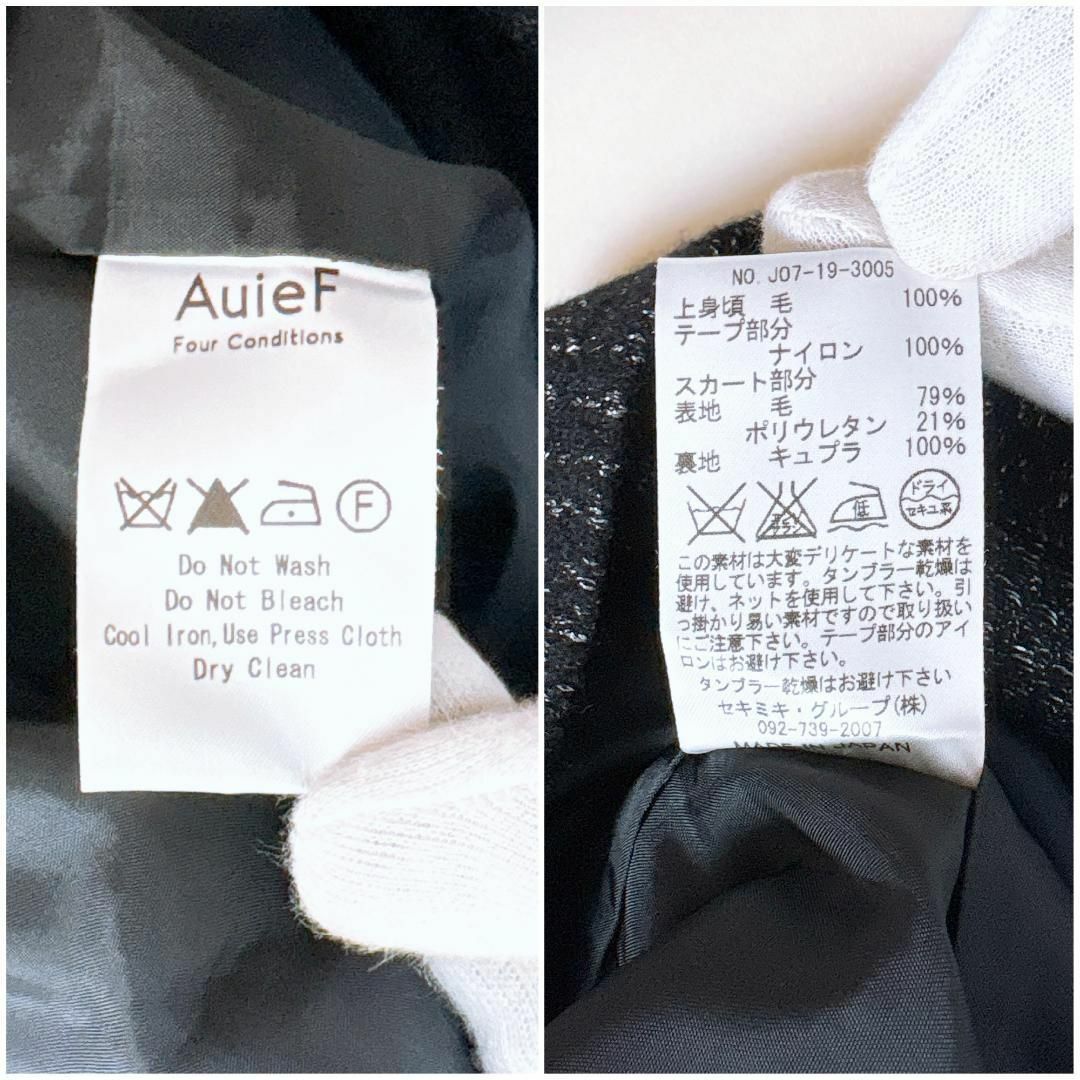 AuieF
Four Conditions
F
Do Not Wash
Do Not Bleach
Cool Iron,Use Press Cloth
Dry Clean
NO. J07-19-3005
上身頃 毛 100%
テープ部分
ナイロン 100%
スカート部分
表地 毛 79%
ポリウレタン 21%
裏地 キュプラ 100%
エンソサラシ
低
ドライ
セキユ系
この素材は大変デリケートな素材を
使用しています。タンブラー乾燥は
避け、ネットを使用して下さい。引
っ掛かり易い素材ですので取り扱い
にご注意下さい。テープ部分のアイ
ロンはお避け下さい。
タンブラー乾燥はお避け下さい
セキミキ・グループ(株)
092-739-2007
MADE IN JAPAN